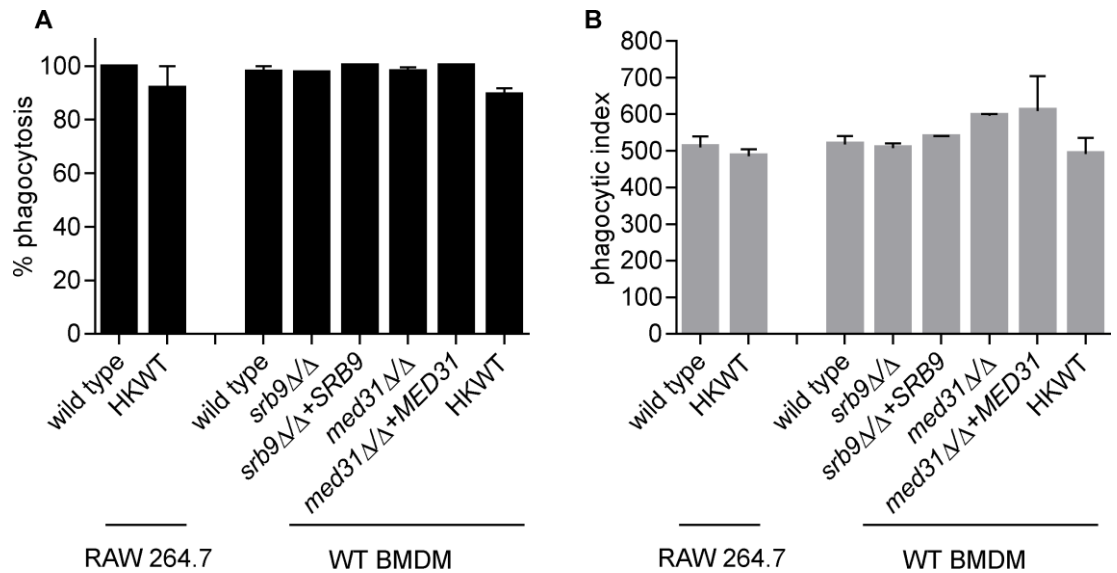 A
% phagocytosis
100
80
60
40
20
0
wild type
HKWT
wild type
srb9Δ/Δ
srb9Δ/Δ+SRB9
med31Δ/Δ
med31Δ/Δ+MED31
HKWT
RAW 264.7
WT BMDM
B
phagocytic index
800
700
600
500
400
300
200
100
0
wild type
HKWT
wild type
srb9Δ/Δ
srb9Δ/Δ+SRB9
med31Δ/Δ
med31Δ/Δ+MED31
HKWT
RAW 264.7
WT BMDM